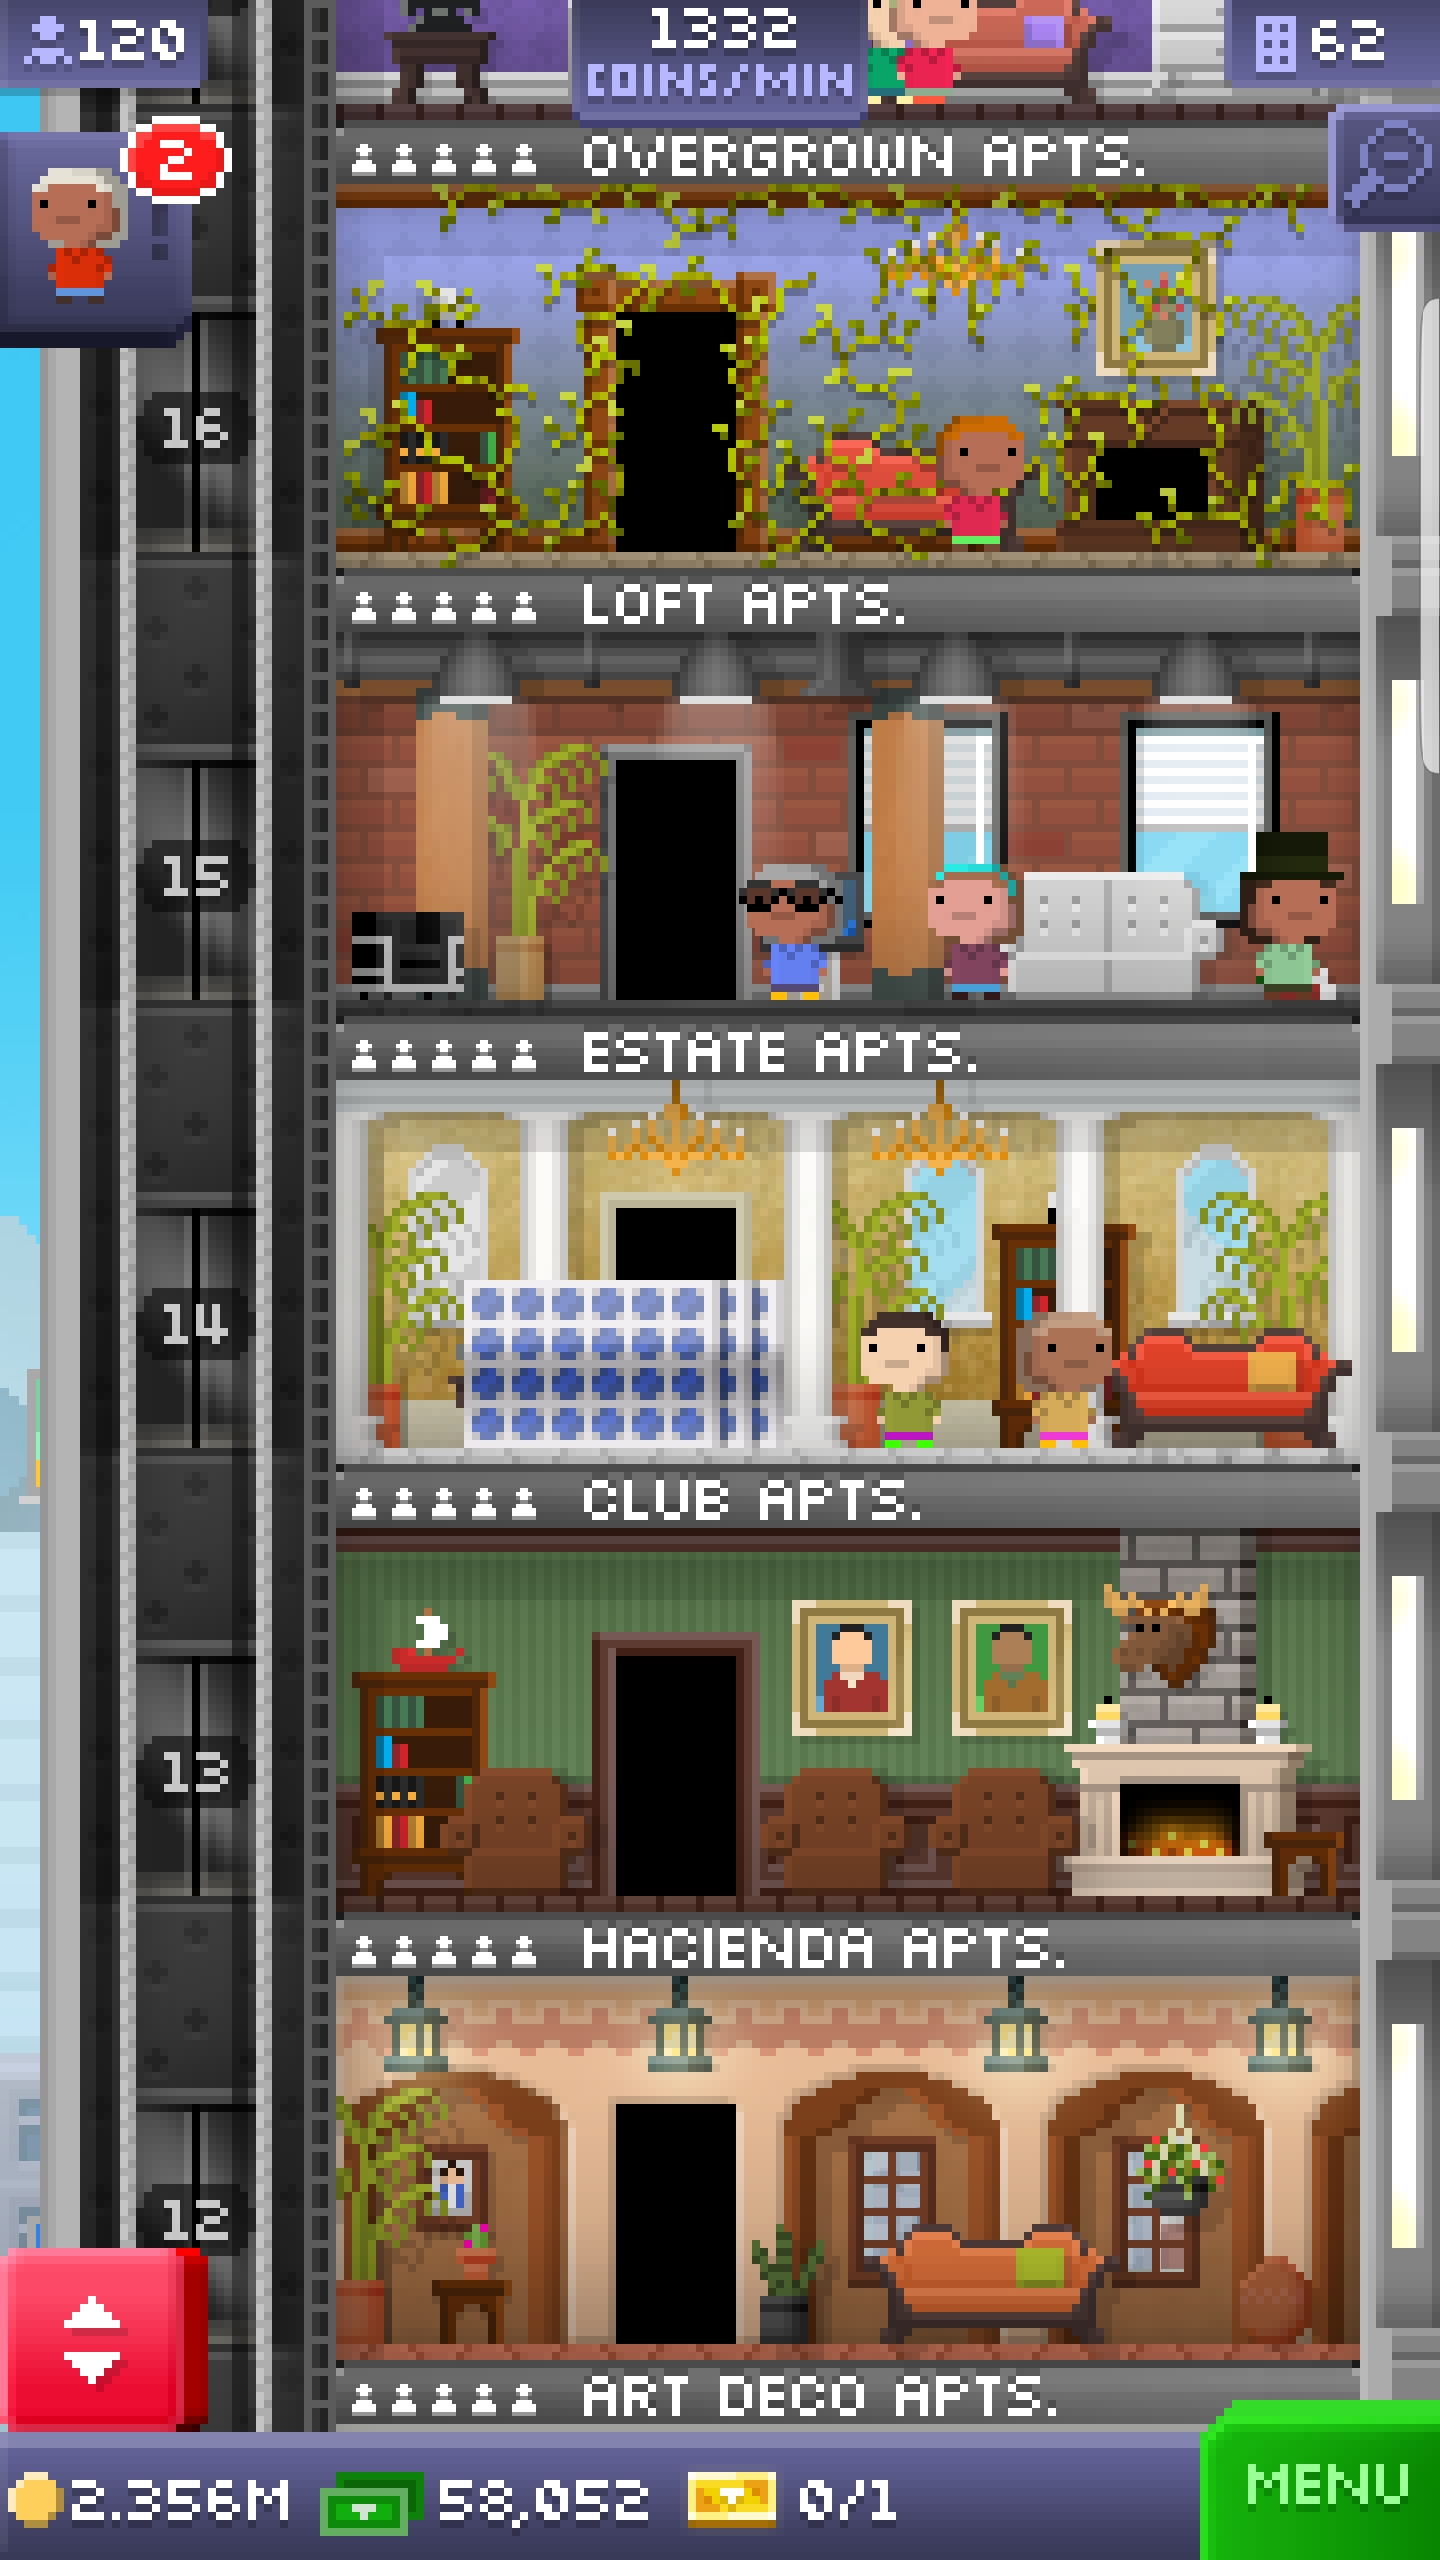 120
1332
COINS/MIN
62
2
OVERGROWN APTS.
16
LOFT APTS.
15
ESTATE APTS.
14
CLUB APTS.
13
HACIENDA APTS.
12
ART DECO APTS.
2.356M
58,052
0/1
MENU